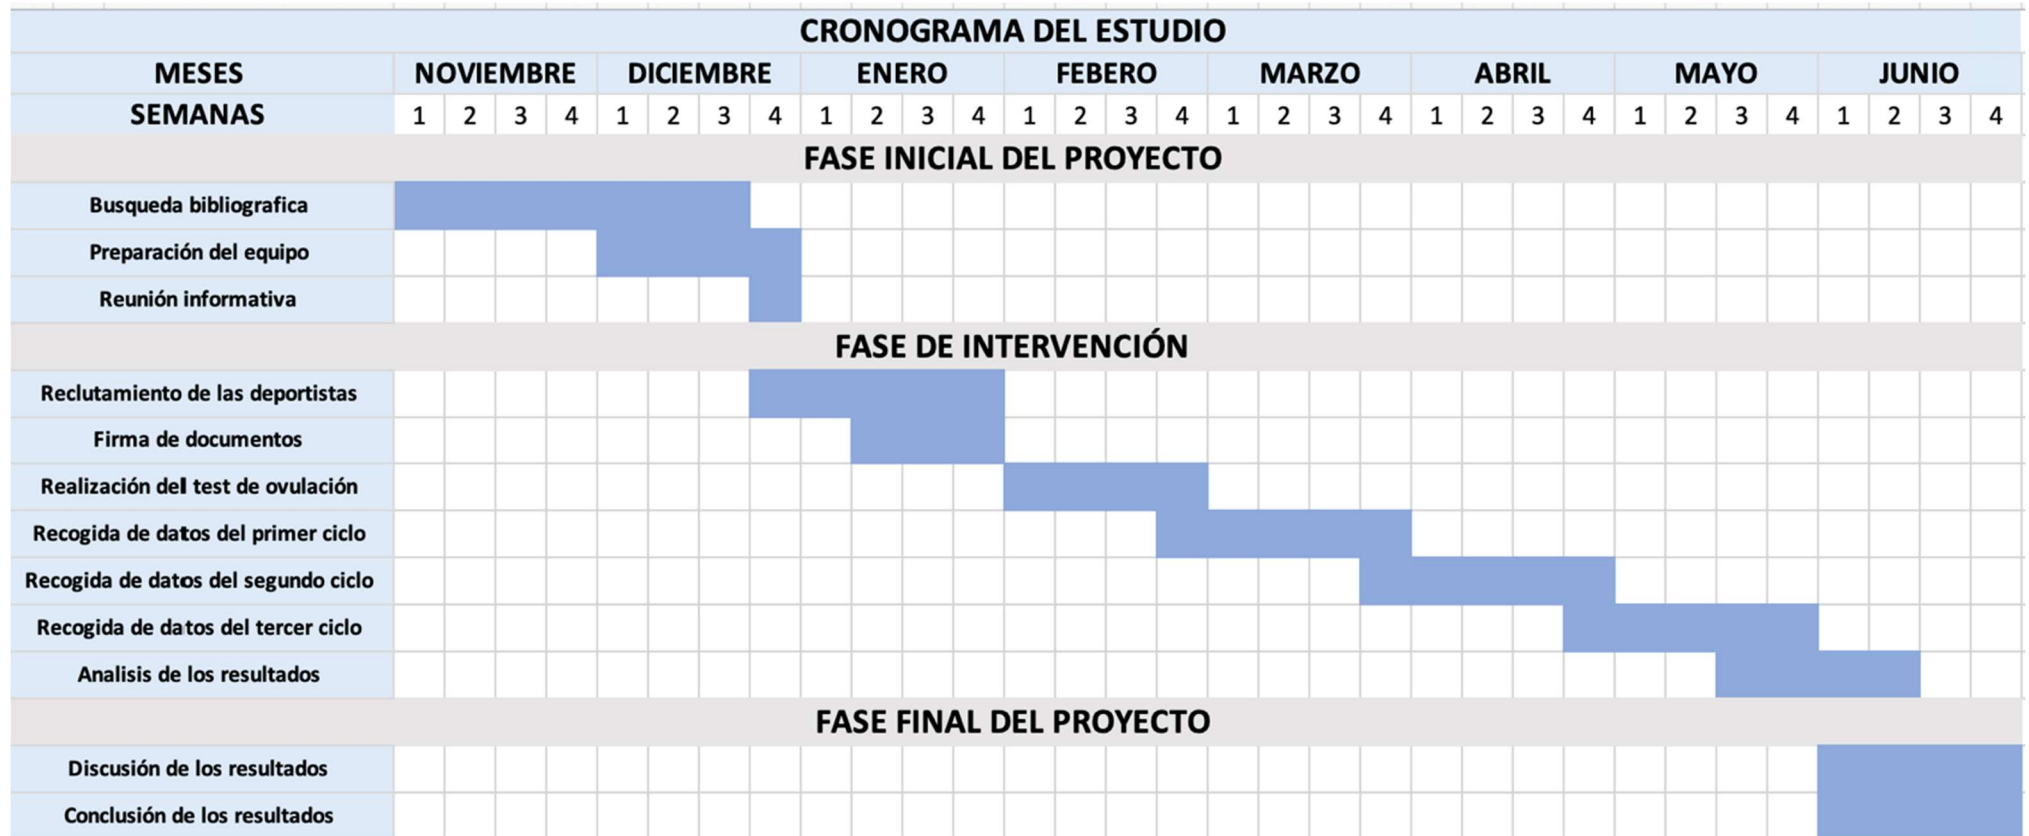 CRONOGRAMA DEL ESTUDIO
MESES NOVIEMBRE DICIEMBRE ENERO FEBERO MARZO ABRIL MAYO JUNIO
SEMANAS 1 2 3 4 1 2 3 4 1 2 3 4 1 2 3 4 1 2 3 4 1 2 3 4 1 2 3 4 1 2 3 4
FASE INICIAL DEL PROYECTO
Busqueda bibliografica
Preparación del equipo
Reunión informativa
FASE DE INTERVENCIÓN
Reclutamiento de las deportistas
Firma de documentos
Realización del test de ovulación
Recogida de datos del primer ciclo
Recogida de datos del segundo ciclo
Recogida de datos del tercer ciclo
Analisis de los resultados
FASE FINAL DEL PROYECTO
Discusión de los resultados
Conclusión de los resultados